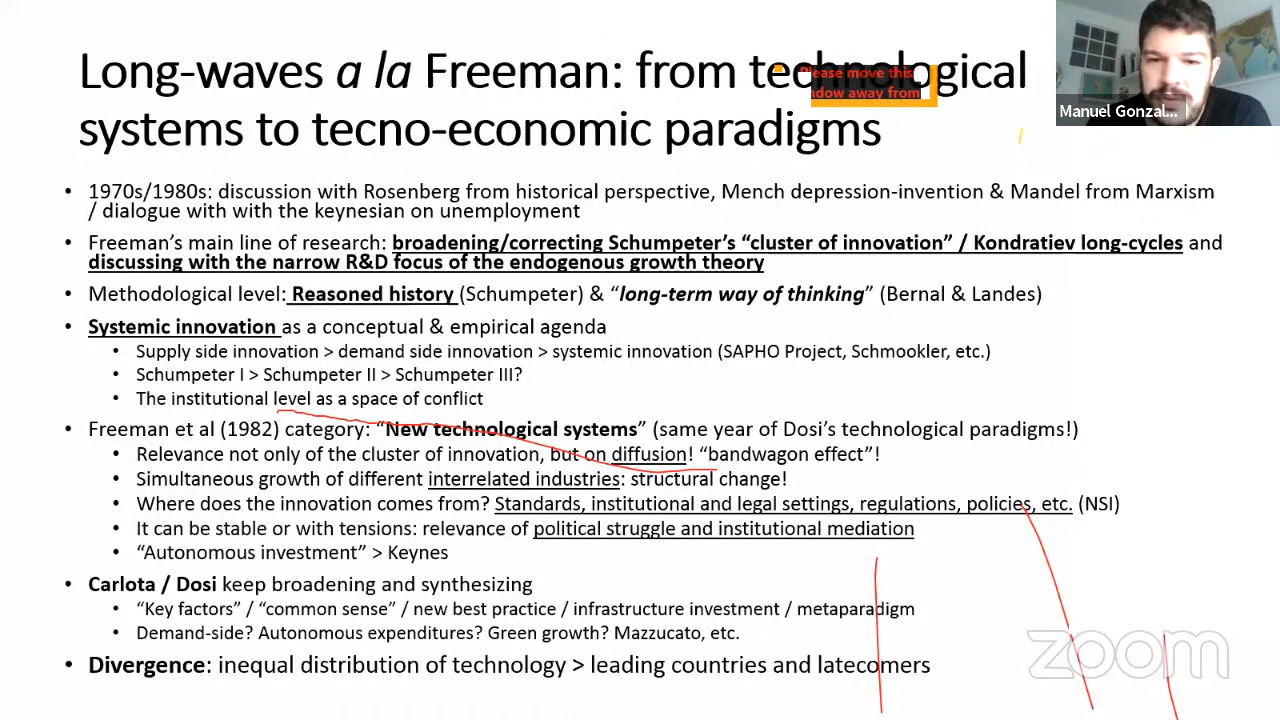 Long-waves a la Freeman: from technological
systems to tecno-economic paradigms
Please move this
window away from
Manuel Gonzal...
• 1970s/1980s: discussion with Rosenberg from historical perspective, Mench depression-invention & Mandel from Marxism
/ dialogue with with the keynesian on unemployment
• Freeman's main line of research: broadening/correcting Schumpeter's “cluster of innovation” / Kondratiev long-cycles and
discussing with the narrow R&D focus of the endogenous growth theory
• Methodological level: Reasoned history (Schumpeter) & “long-term way of thinking” (Bernal & Landes)
• Systemic innovation as a conceptual & empirical agenda
• Supply side innovation > demand side innovation > systemic innovation (SAPHO Project, Schmookler, etc.)
• Schumpeter I > Schumpeter II > Schumpeter III?
• The institutional level as a space of conflict
• Freeman et al (1982) category: “New technological systems” (same year of Dosi's technological paradigms!)
• Relevance not only of the cluster of innovation, but on diffusion! “bandwagon effect”!
• Simultaneous growth of different interrelated industries: structural change!
• Where does the innovation comes from? Standards, institutional and legal settings, regulations, policies, etc. (NSI)
• It can be stable or with tensions: relevance of political struggle and institutional mediation
• “Autonomous investment” > Keynes
• Carlota / Dosi keep broadening and synthesizing
• “Key factors” / “common sense” / new best practice / infrastructure investment / metaparadigm
• Demand-side? Autonomous expenditures? Green growth? Mazzucato, etc.
• Divergence: inequal distribution of technology > leading countries and latecomers
zoom